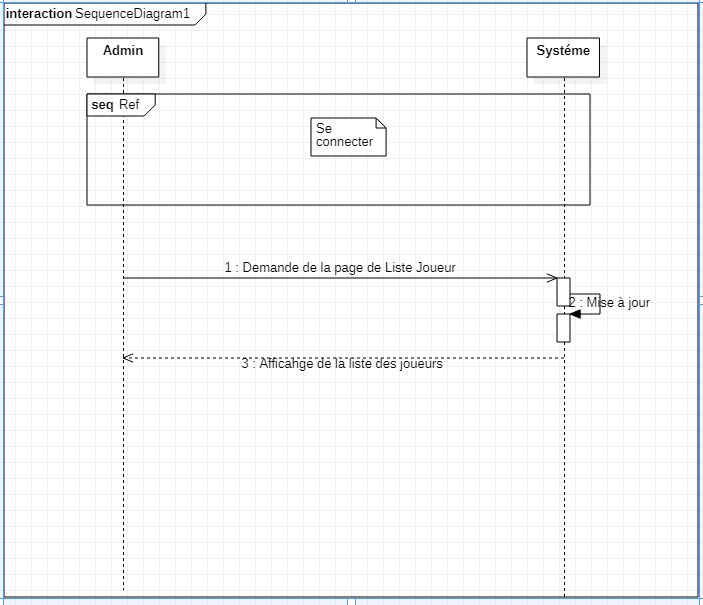 interaction SequenceDiagram1
Admin
Systéme
seq Ref
Se
connecter
1 : Demande de la page de Liste Joueur
2 : Mise à jour
3 : Afficahge de la liste des joueurs